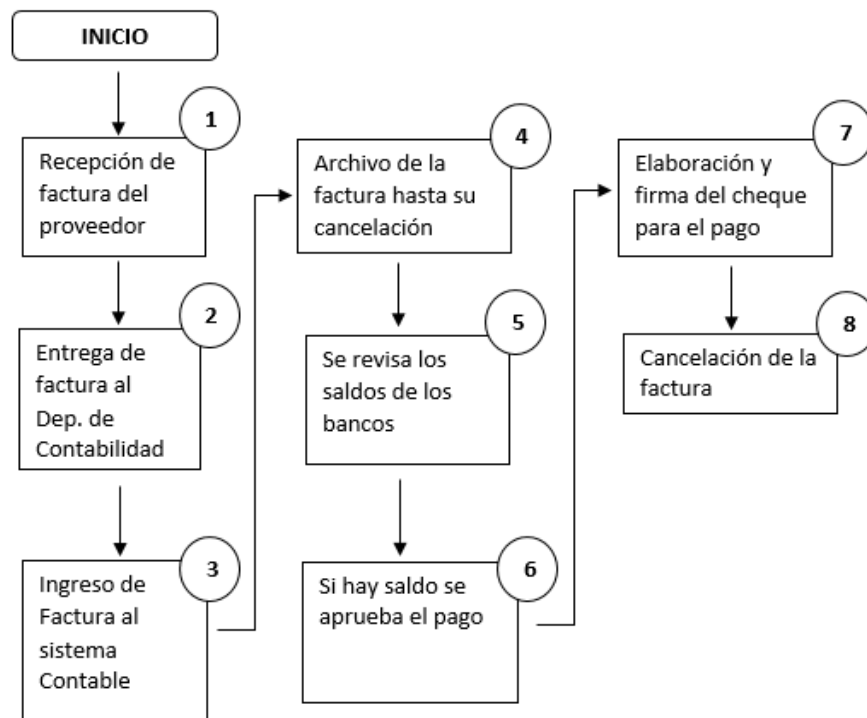 INICIO
1
Recepción de
factura del
proveedor
2
Entrega de
factura al
Dep. de
Contabilidad
3
Ingreso de
Factura al
sistema
Contable
4
Archivo de la
factura hasta su
cancelación
5
Se revisa los
saldos de los
bancos
6
Si hay saldo se
aprueba el pago
7
Elaboración y
firma del cheque
para el pago
8
Cancelación de la
factura